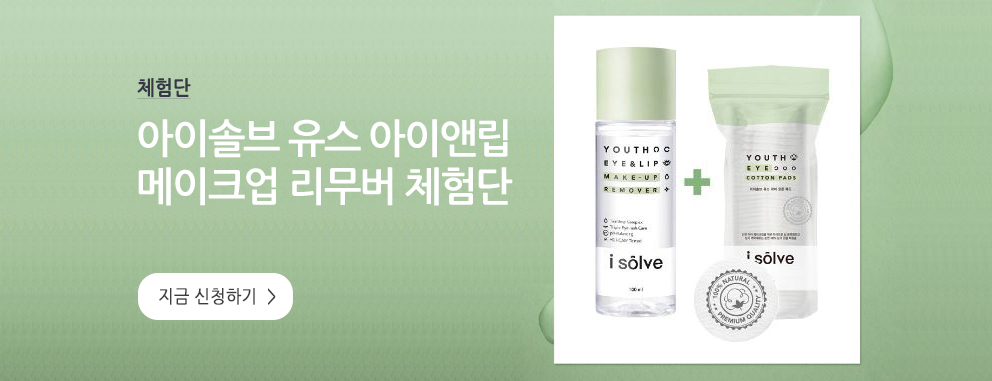 체험단
아이솔브 유스 아이앤립
메이크업 리무버 체험단
지금 신청하기
YOUTH
EYE&LIP
MAKE-UP
REMOVER
i sôlve
100 ml
YOUTH
EYE
COTTON PADS
i sôlve
100% NATURAL
PREMIUM QUALITY